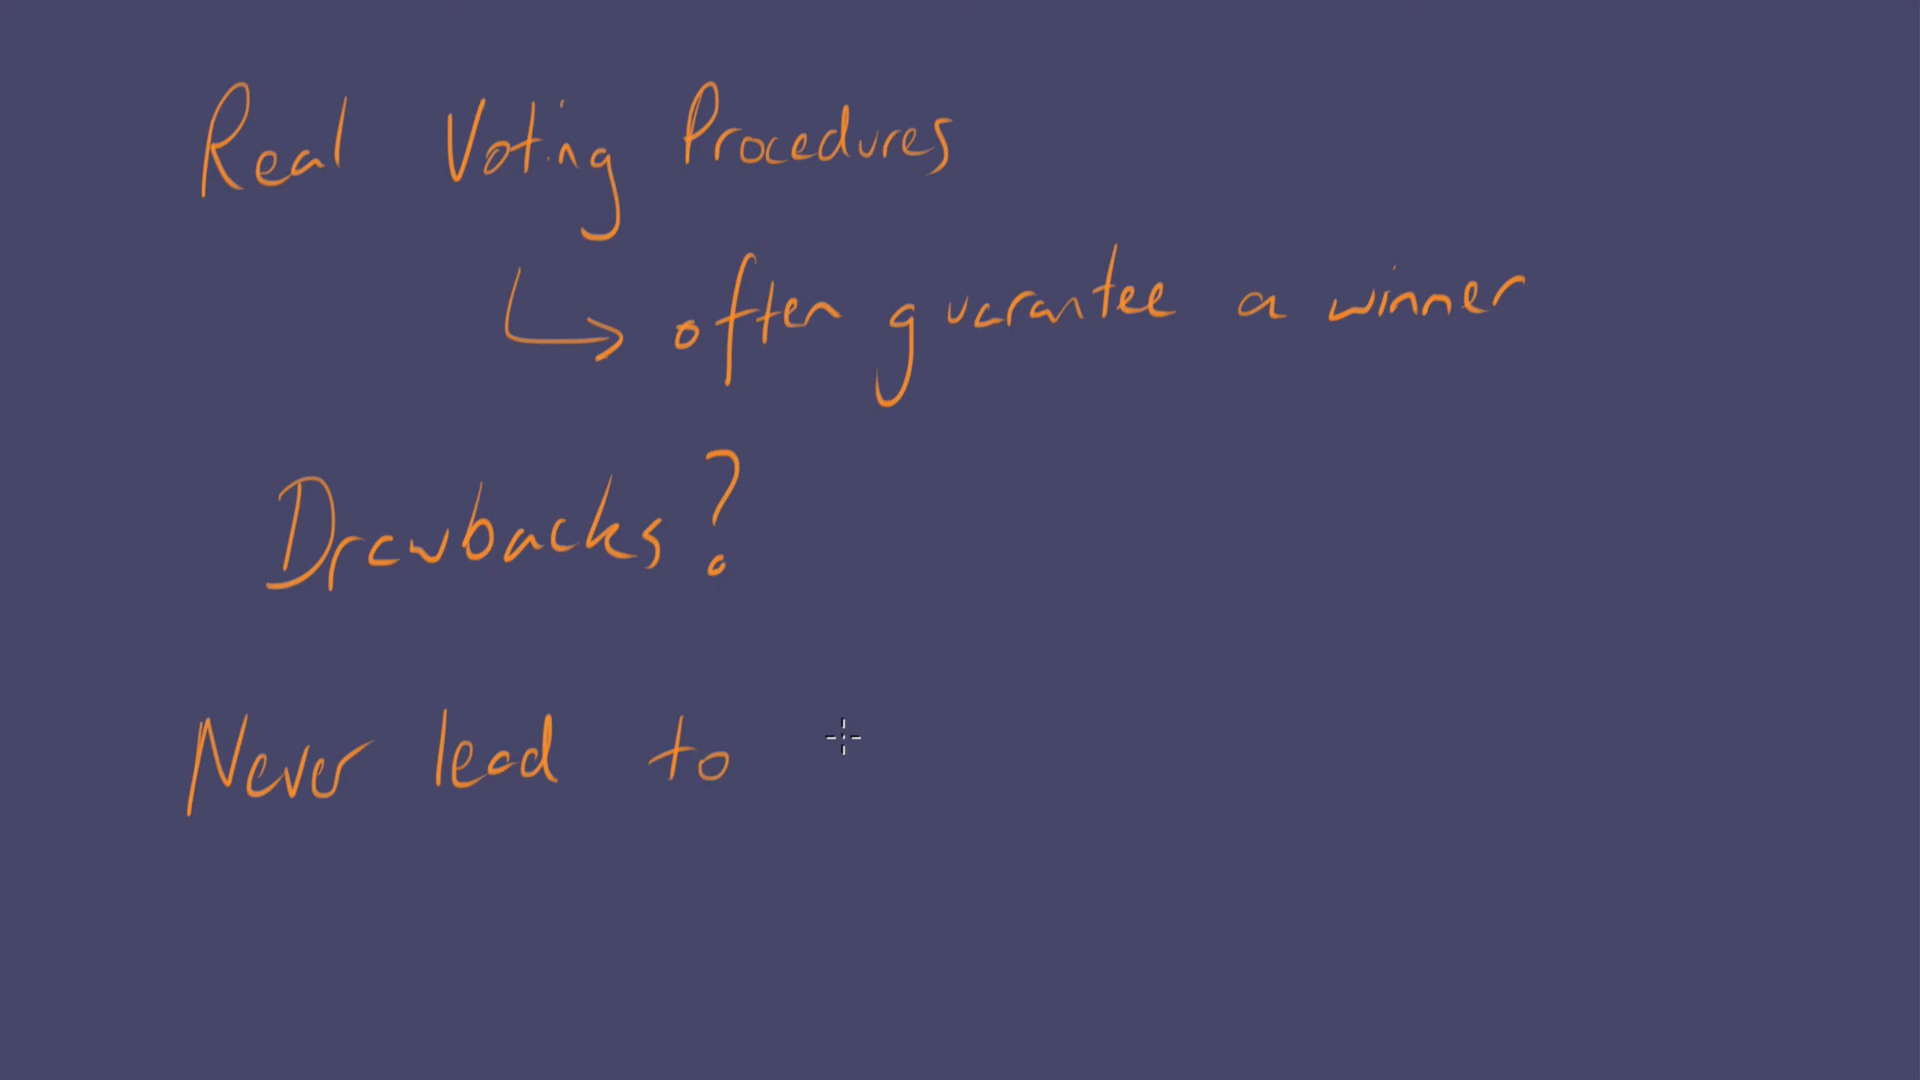 Real Voting Procedures
↳ often guarantee a winner
Drawbacks?
Never lead to